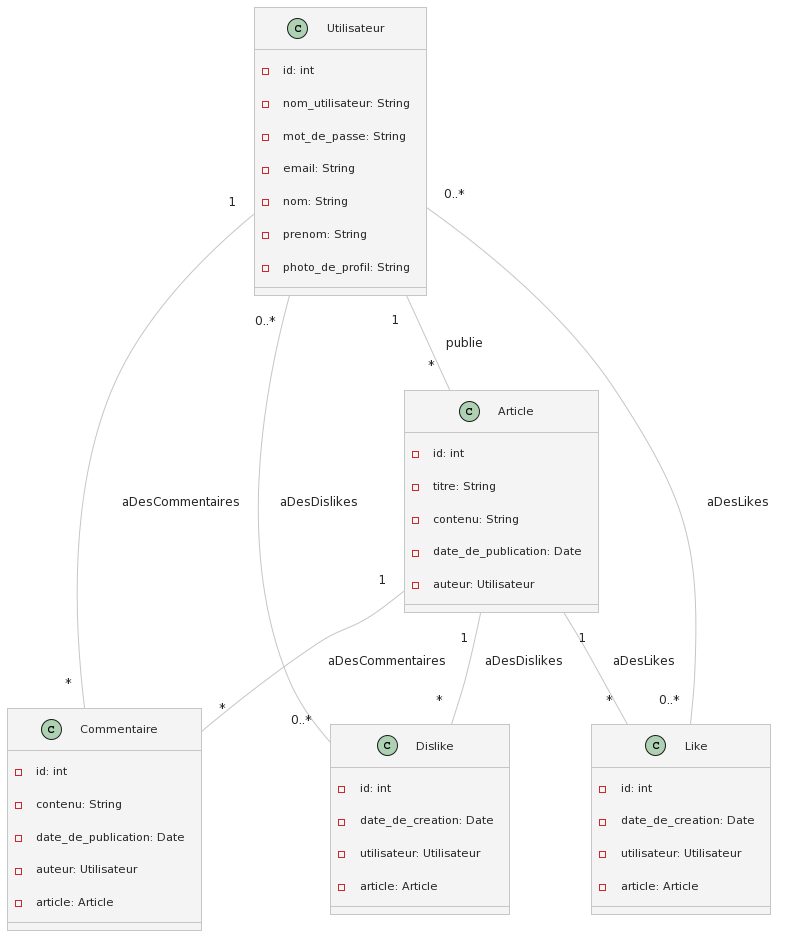 C Utilisateur
id: int
nom_utilisateur: String
mot_de_passe: String
email: String
nom: String
prenom: String
photo_de_profil: String
1
0..*
0..*
1
publie
*
C Article
id: int
titre: String
contenu: String
date_de_publication: Date
auteur: Utilisateur
aDesCommentaires
aDesDislikes
aDesLikes
1
1
1
aDesCommentaires
aDesDislikes
aDesLikes
*
*
0..*
*
*
0..*
C Commentaire
id: int
contenu: String
date_de_publication: Date
auteur: Utilisateur
article: Article
C Dislike
id: int
date_de_creation: Date
utilisateur: Utilisateur
article: Article
C Like
id: int
date_de_creation: Date
utilisateur: Utilisateur
article: Article